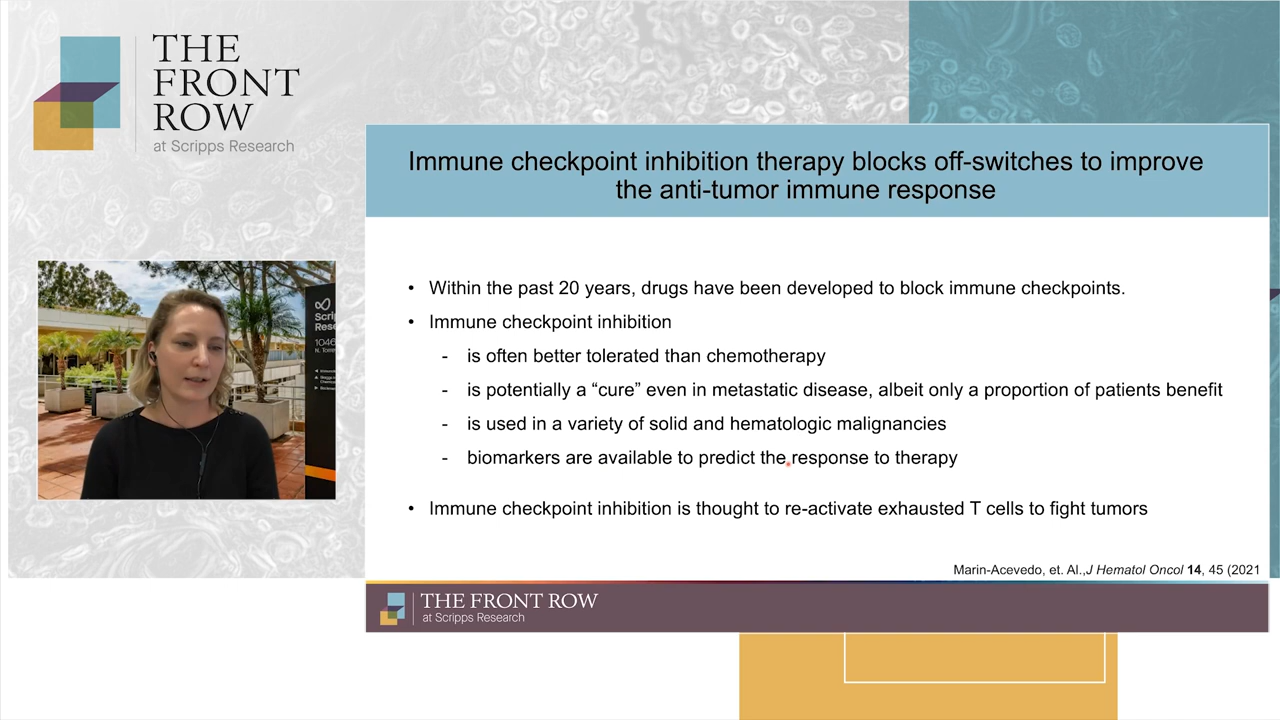 THE
FRONT
ROW
at Scripps Research
Immune checkpoint inhibition therapy blocks off-switches to improve
the anti-tumor immune response
• Within the past 20 years, drugs have been developed to block immune checkpoints.
• Immune checkpoint inhibition
- is often better tolerated than chemotherapy
- is potentially a “cure” even in metastatic disease, albeit only a proportion of patients benefit
- is used in a variety of solid and hematologic malignancies
- biomarkers are available to predict the response to therapy
• Immune checkpoint inhibition is thought to re-activate exhausted T cells to fight tumors
Marin-Acevedo, et. Al.,J Hematol Oncol 14, 45 (2021
THE FRONT ROW
at Scripps Research
1046